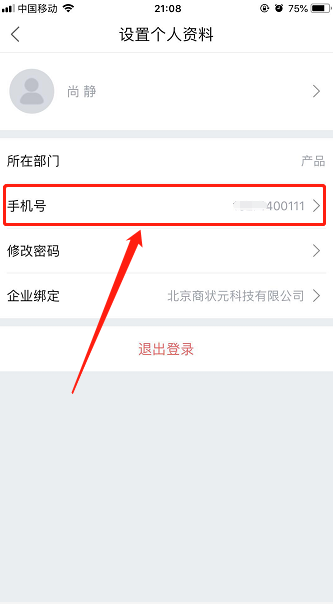 中国移动 21:08 75%
设置个人资料
尚 静
所在部门 产品
手机号 400111
修改密码
企业绑定 北京商状元科技有限公司
退出登录